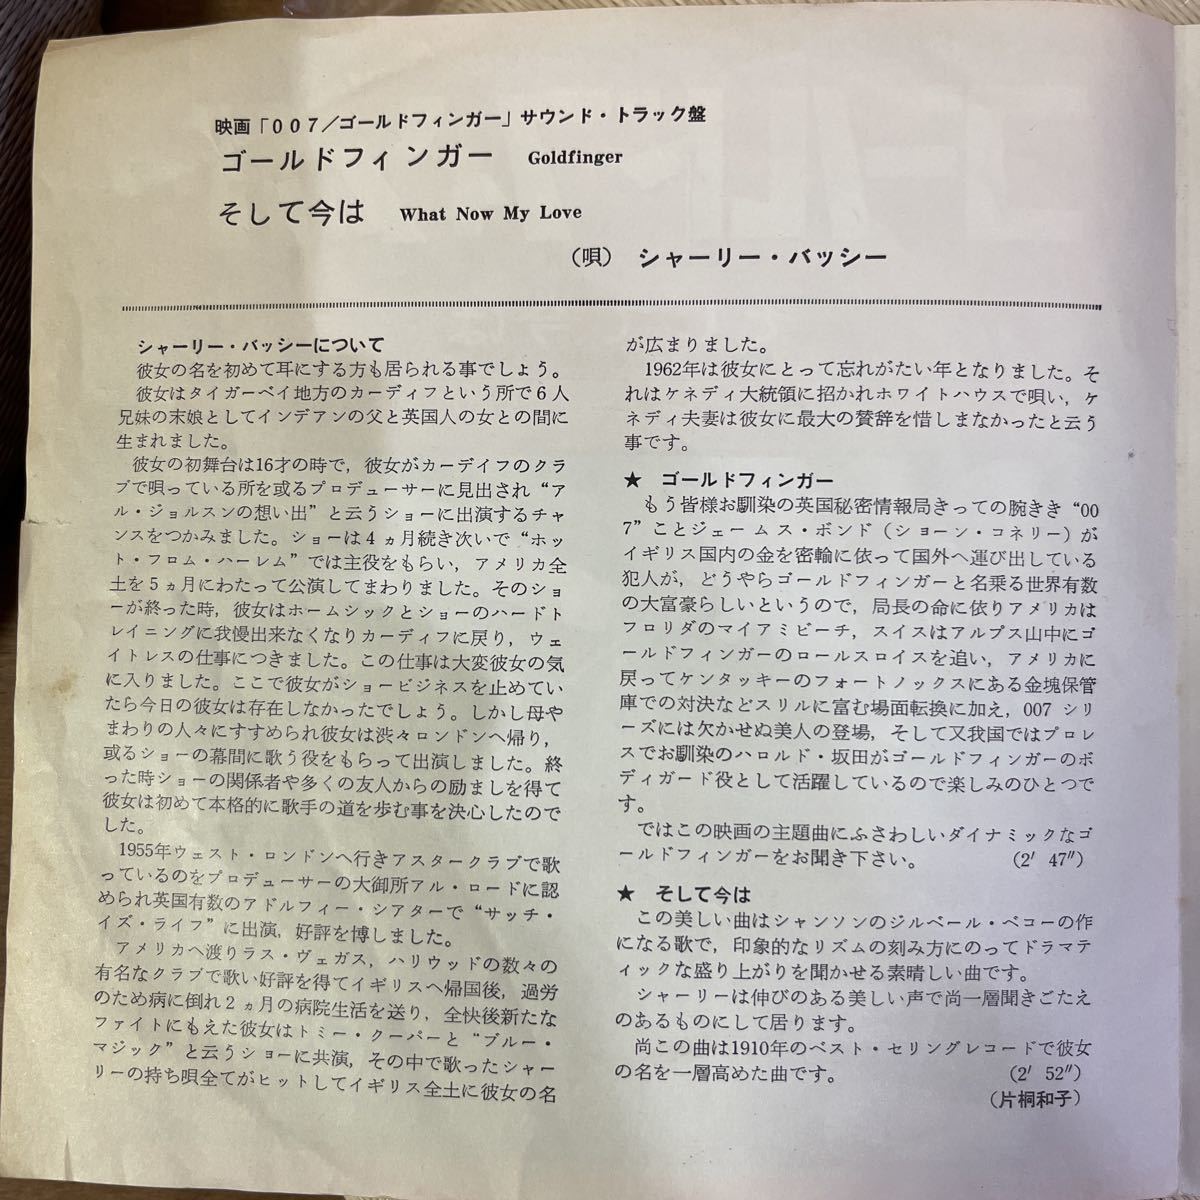 映画「007／ゴールドフィンガー」サウンド・トラック盤
ゴールドフィンガー Goldfinger
そして今は What Now My Love
（唄） シャーリー・バッシー
シャーリー・バッシーについて
彼女の名を初めて耳にする方も居られる事でしょう。
彼女はタイガーベイ地方のカーディフという所で6人
兄妹の末娘としてインデアンの父と英国人の女との間に
生まれました。
彼女の初舞台は16才の時で，彼女がカーデイフのクラ
ブで唄っている所を或るプロデューサーに見出され“ア
ル・ジョルスンの想い出”と云うショーに出演するチャ
ンスをつかみました。ショーは4ヵ月続き次いで“ホッ
ト・フロム・ハーレム”では主役をもらい，アメリカ全
土を5ヵ月にわたって公演してまわりました。そのショ
ーが終った時，彼女はホームシックとショーのハードト
レイニングに我慢出来なくなりカーディフに戻り，ウェ
イトレスの仕事につきました。この仕事は大変彼女の気
に入りました。ここで彼女がショービジネスを止めてい
たら今日の彼女は存在しなかったでしょう。しかし母や
まわりの人々にすすめられ彼女は渋々ロンドンへ帰り，
或るショーの幕間に歌う役をもらって出演しました。終
った時ショーの関係者や多くの友人からの励ましを得て
彼女は初めて本格的に歌手の道を歩む事を決心したので
した。
1955年ウェスト・ロンドンへ行きアスタークラブで歌
っているのをプロデューサーの大御所アル・ロードに認
められ英国有数のアドルフィー・シアターで“サッチ・
イズ・ライフ”に出演，好評を博しました。
アメリカへ渡りラス・ヴェガス，ハリウッドの数々の
有名なクラブで歌い好評を得てイギリスへ帰国後，過労
のため病に倒れ2ヵ月の病院生活を送り，全快後新たな
ファイトにもえた彼女はトミー・クーパーと“ブルー・
マジック”と云うショーに共演，その中で歌ったシャー
リーの持ち唄全てがヒットしてイギリス全土に彼女の名
が広まりました。
1962年は彼女にとって忘れがたい年となりました。そ
れはケネディ大統領に招かれホワイトハウスで唄い，ケ
ネディ夫妻は彼女に最大の賛辞を惜しまなかったと云う
事です。
★ ゴールドフィンガー
もう皆様お馴染の英国秘密情報局きっての腕きき“00
7”ことジェームス・ボンド（ショーン・コネリー）が
イギリス国内の金を密輸に依って国外へ運び出している
犯人が，どうやらゴールドフィンガーと名乗る世界有数
の大富豪らしいというので，局長の命に依りアメリカは
フロリダのマイアミビーチ，スイスはアルプス山中にゴ
ールドフィンガーのロールスロイスを追い，アメリカに
戻ってケンタッキーのフォートノックスにある金塊保管
庫での対決などスリルに富む場面転換に加え，007シリ
ーズには欠かせぬ美人の登場，そして又我国ではプロレ
スでお馴染のハロルド・坂田がゴールドフィンガーのボ
ディガード役として活躍しているので楽しみのひとつで
す。
ではこの映画の主題曲にふさわしいダイナミックなゴ
ールドフィンガーをお聞き下さい。 (2′ 47″)
★ そして今は
この美しい曲はシャンソンのジルベール・ベコーの作
になる歌で，印象的なリズムの刻み方にのってドラマテ
ィックな盛り上がりを聞かせる素晴しい曲です。
シャーリーは伸びのある美しい声で尚一層聞きごたえ
のあるものにして居ります。
尚この曲は1910年のベスト・セリングレコードで彼女
の名を一層高めた曲です。 (2′ 52″)
（片桐和子）